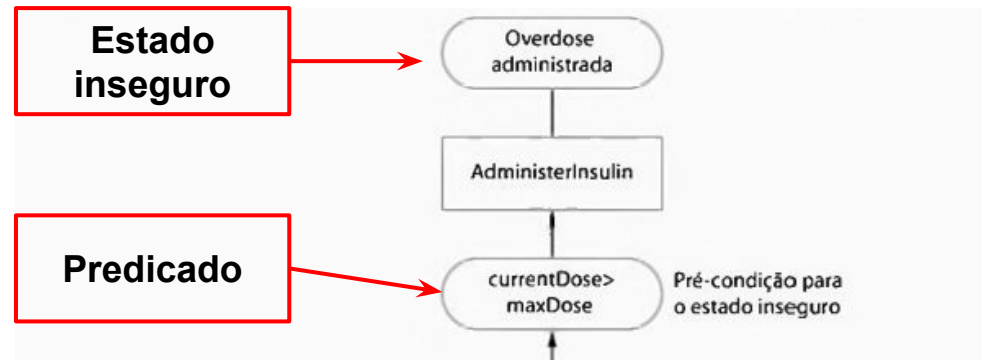 Estado
inseguro
Overdose
administrada
AdministerInsulin
Predicado
currentDose>
maxDose
Pré-condição para
o estado inseguro